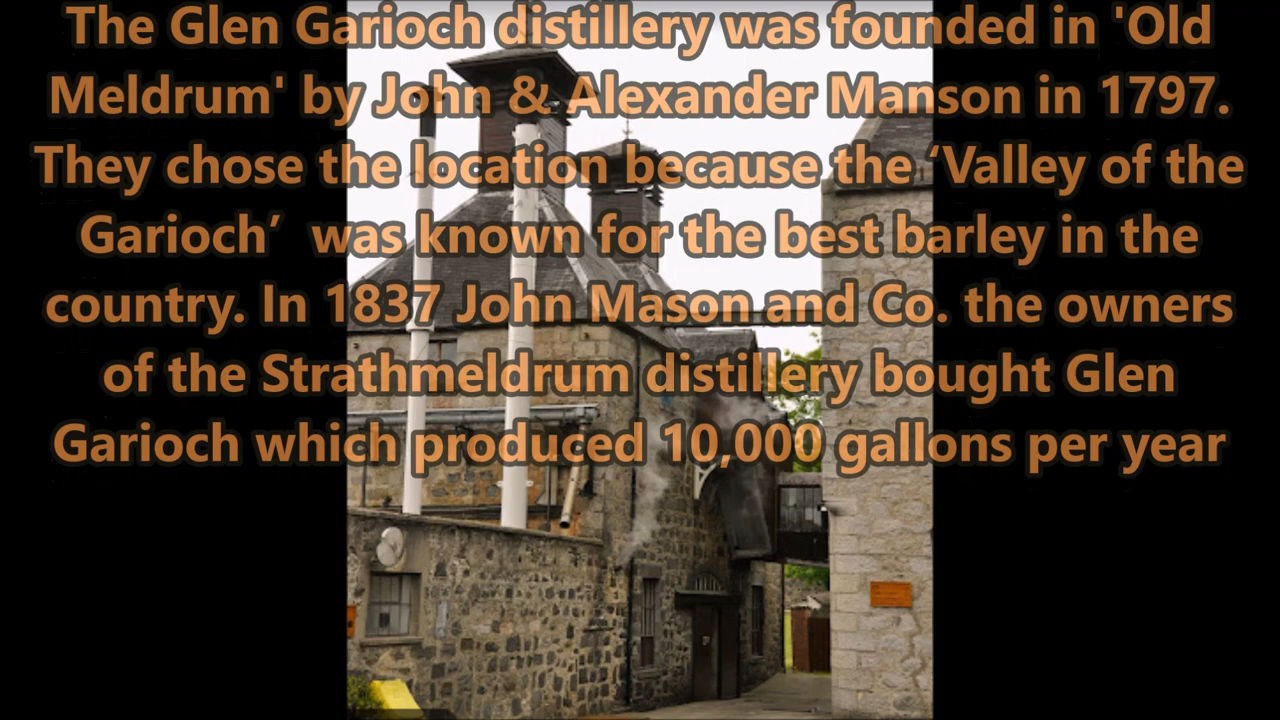 The Glen Garioch distillery was founded in 'Old
Meldrum' by John & Alexander Manson in 1797.
They chose the location because the ‘Valley of the
Garioch’  was known for the best barley in the
country. In 1837 John Mason and Co. the owners
of the Strathmeldrum distillery bought Glen
Garioch which produced 10,000 gallons per year